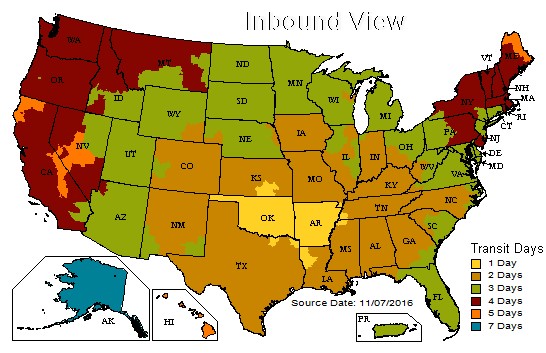 Inbound View
WA
OR
CA
NV
ID
MT
WY
UT
AZ
CO
NM
ND
SD
NE
KS
OK
TX
MN
IA
MO
AR
LA
WI
IL
MI
IN
OH
KY
TN
MS
AL
GA
FL
SC
NC
VA
WV
PA
NY
VT
ME
NH
MA
RI
CT
NJ
DE
MD
AK
HI
PR
Source Date: 11/07/2016
Transit Days
1 Day
2 Days
3 Days
4 Days
5 Days
7 Days